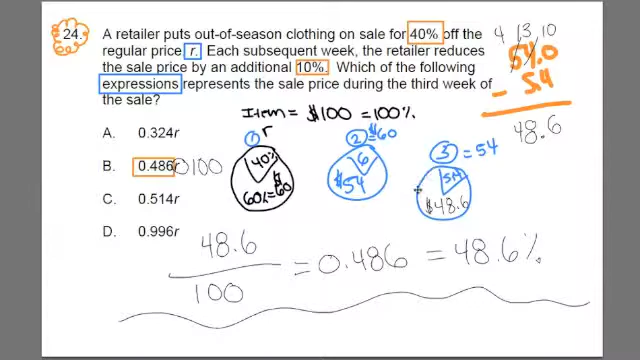 24. A retailer puts out-of-season clothing on sale for 40% off the
regular price, r. Each subsequent week, the retailer reduces
the sale price by an additional 10%. Which of the following
expressions represents the sale price during the third week of
the sale?
4 13 10
54.0
- 5.4
48.6
Item = $100 = 100%
① r
40%
60% = $60
② = $60
6
$54
③ = 54
5.4
$48.6
A. 0.324r
B. 0.486r 0100
C. 0.514r
D. 0.996r
48.6
100
= 0.486 = 48.6%